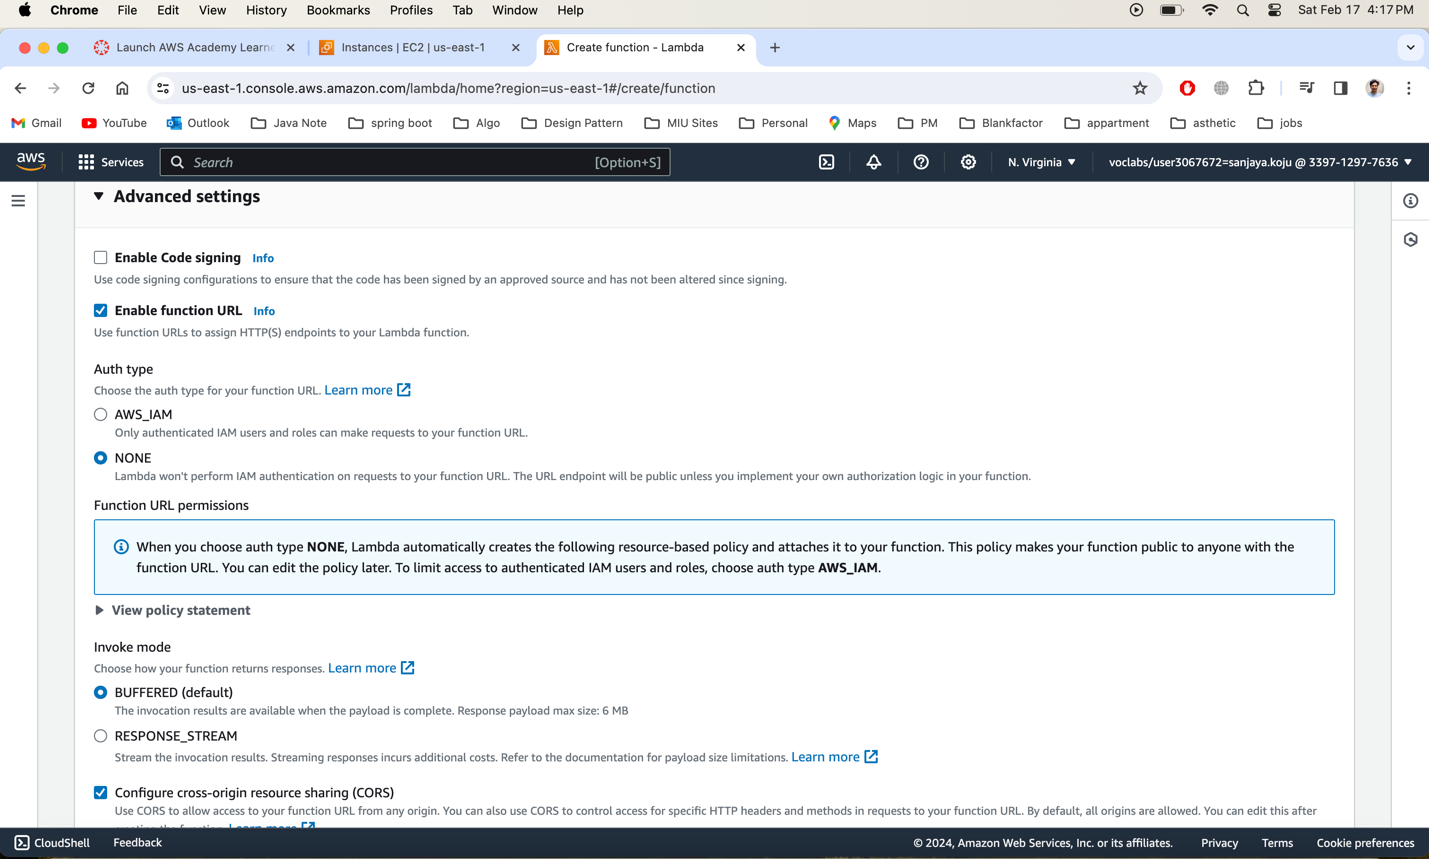 Chrome File Edit View History Bookmarks Profiles Tab Window Help Sat Feb 17 4:17 PM
Launch AWS Academy Learne Instances | EC2 | us-east-1 Create function - Lambda
us-east-1.console.aws.amazon.com/lambda/home?region=us-east-1#/create/function
Gmail YouTube Outlook Java Note spring boot Algo Design Pattern MIU Sites Personal Maps PM Blankfactor appartment asthetic jobs
aws Services Search [Option+S] N. Virginia voclabs/user3067672=sanjaya.koju @ 3397-1297-7636
Advanced settings
Enable Code signing Info
Use code signing configurations to ensure that the code has been signed by an approved source and has not been altered since signing.
Enable function URL Info
Use function URLs to assign HTTP(S) endpoints to your Lambda function.
Auth type
Choose the auth type for your function URL. Learn more
AWS_IAM
Only authenticated IAM users and roles can make requests to your function URL.
NONE
Lambda won't perform IAM authentication on requests to your function URL. The URL endpoint will be public unless you implement your own authorization logic in your function.
Function URL permissions
When you choose auth type NONE, Lambda automatically creates the following resource-based policy and attaches it to your function. This policy makes your function public to anyone with the
function URL. You can edit the policy later. To limit access to authenticated IAM users and roles, choose auth type AWS_IAM.
View policy statement
Invoke mode
Choose how your function returns responses. Learn more
BUFFERED (default)
The invocation results are available when the payload is complete. Response payload max size: 6 MB
RESPONSE_STREAM
Stream the invocation results. Streaming responses incurs additional costs. Refer to the documentation for payload size limitations. Learn more
Configure cross-origin resource sharing (CORS)
Use CORS to allow access to your function URL from any origin. You can also use CORS to control access for specific HTTP headers and methods in requests to your function URL. By default, all origins are allowed. You can edit this after
creating the function. Learn more
CloudShell Feedback © 2024, Amazon Web Services, Inc. or its affiliates. Privacy Terms Cookie preferences